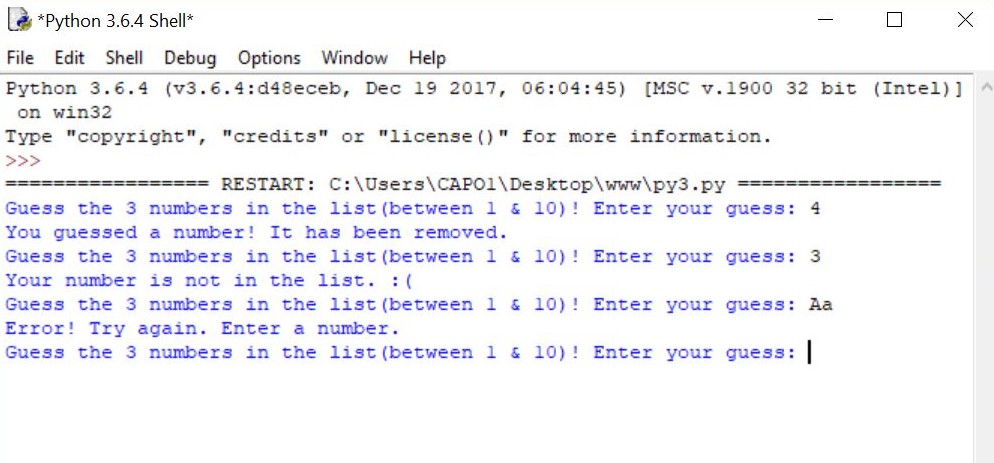 *Python 3.6.4 Shell*
File Edit Shell Debug Options Window Help
Python 3.6.4 (v3.6.4:d48eceb, Dec 19 2017, 06:04:45) [MSC v.1900 32 bit (Intel)]
on win32
Type "copyright", "credits" or "license()" for more information.
>>>
================= RESTART: C:\Users\CAPO1\Desktop\www\py3.py =================
Guess the 3 numbers in the list(between 1 & 10)! Enter your guess: 4
You guessed a number! It has been removed.
Guess the 3 numbers in the list(between 1 & 10)! Enter your guess: 3
Your number is not in the list. :(
Guess the 3 numbers in the list(between 1 & 10)! Enter your guess: Aa
Error! Try again. Enter a number.
Guess the 3 numbers in the list(between 1 & 10)! Enter your guess: